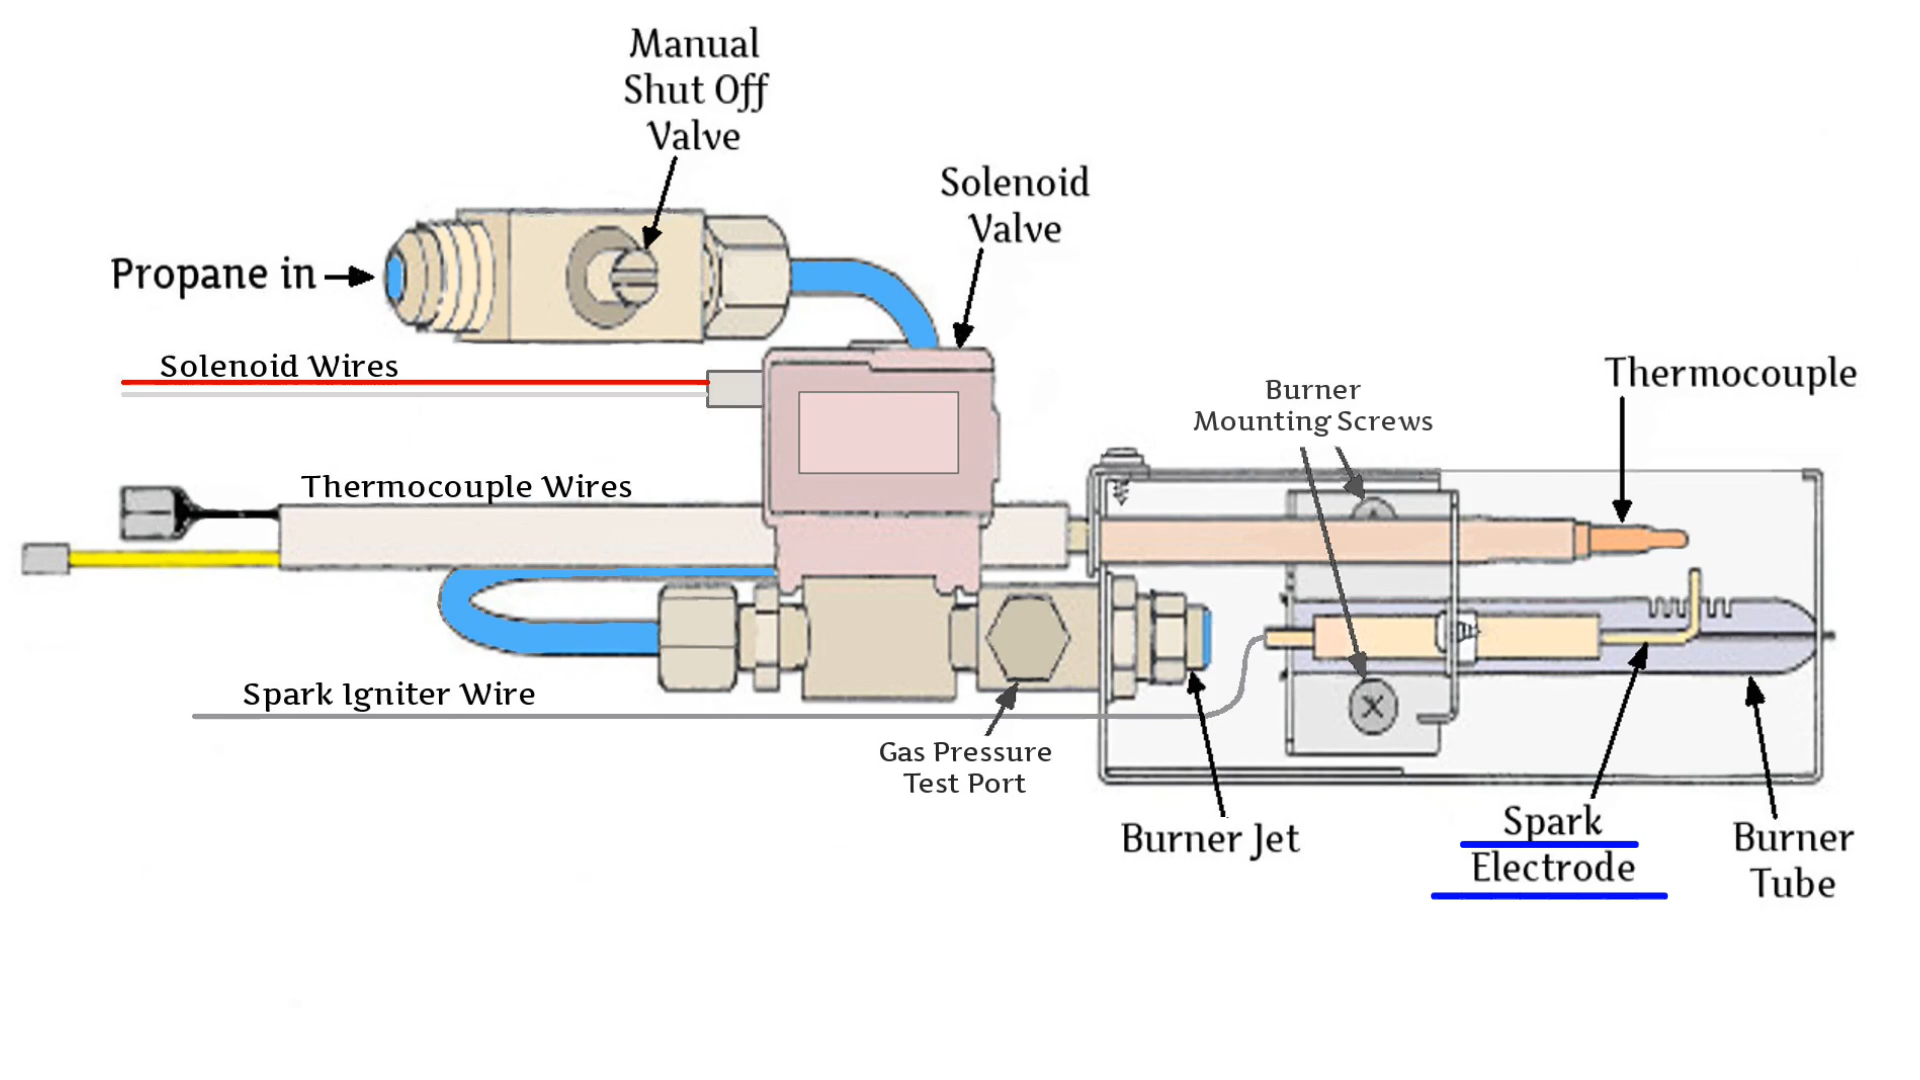 Manual
Shut Off
Valve
Solenoid
Valve
Propane in
Solenoid Wires
Thermocouple
Burner
Mounting Screws
Thermocouple Wires
Spark Igniter Wire
Gas Pressure
Test Port
Burner Jet
Spark
Electrode
Burner
Tube